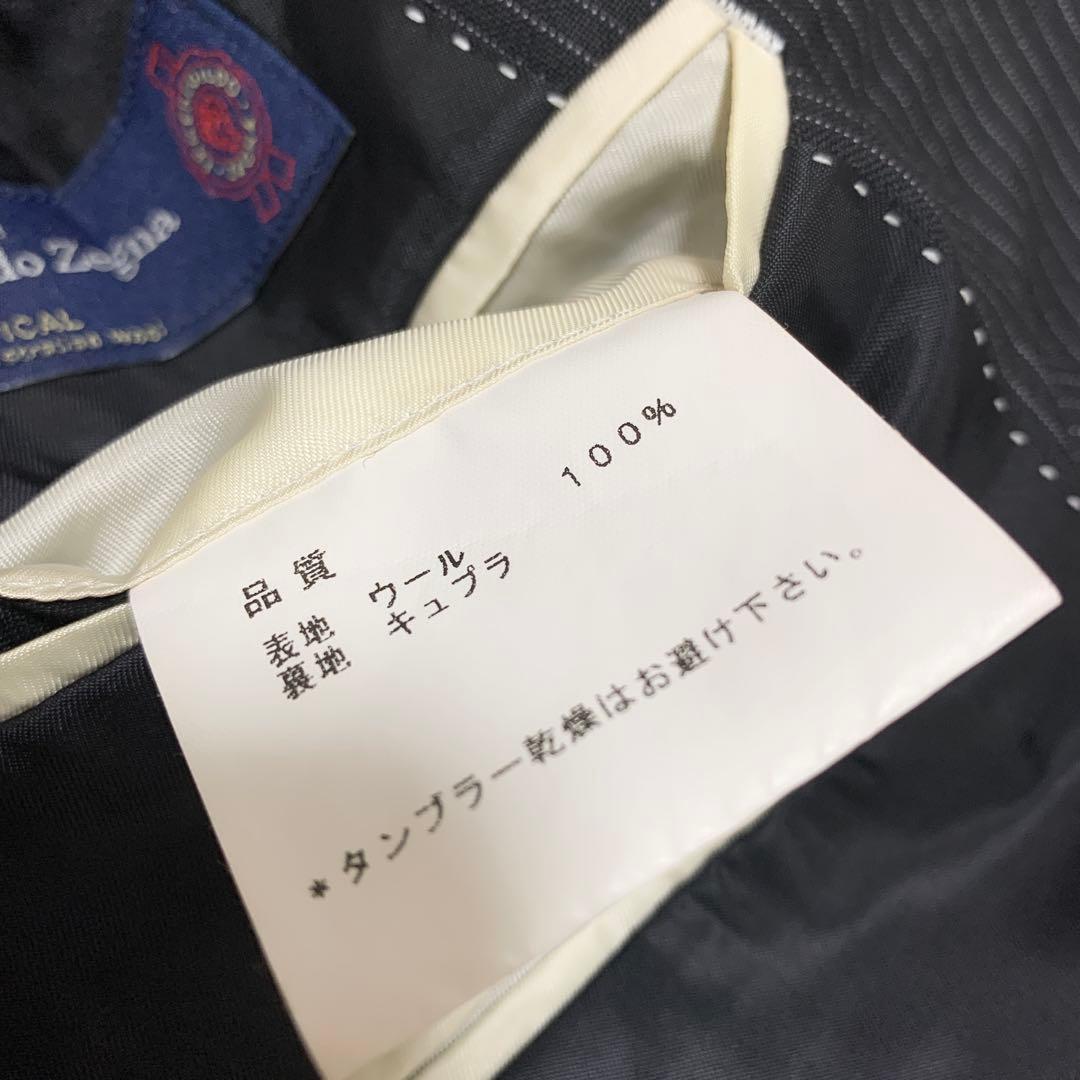 do Zegna
ICAL
品質
表地 ウール 100%
裏地 キュプラ
*タンブラー乾燥はお避け下さい。